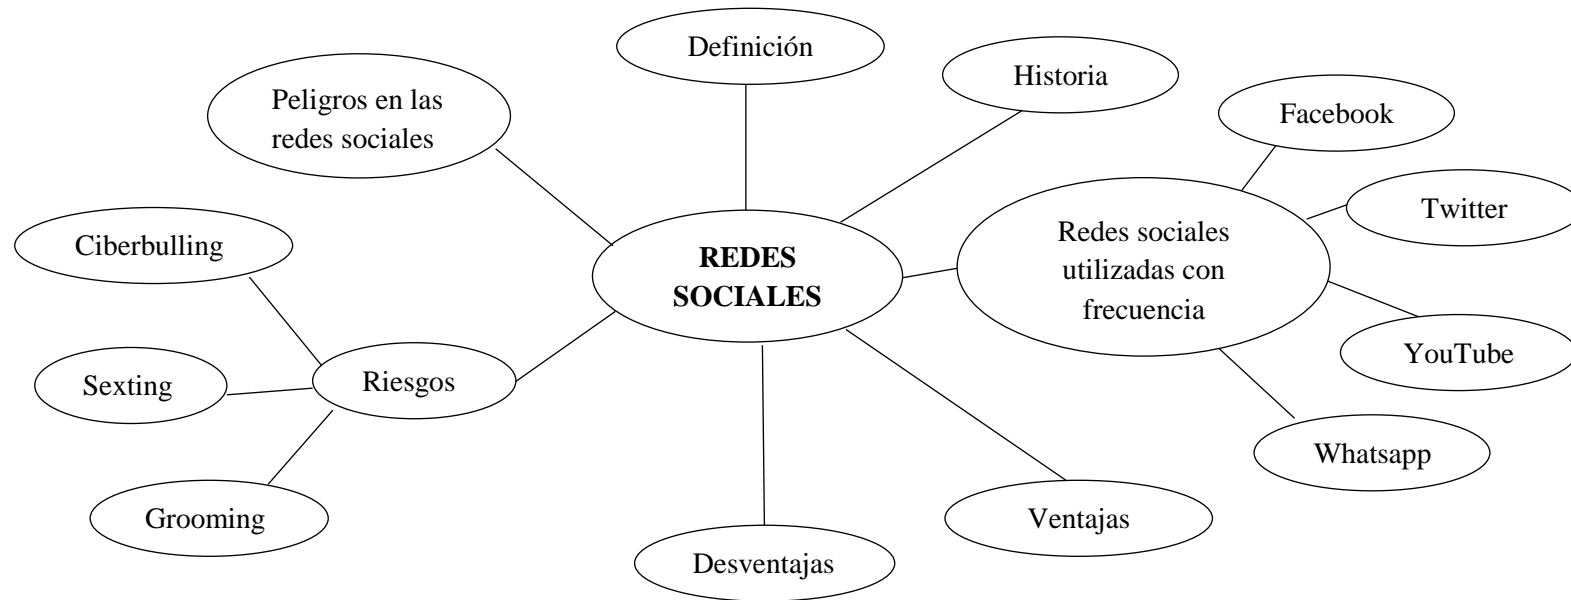 Definición
Historia
Peligros en las
redes sociales
Facebook
Twitter
Ciberbulling
REDES
SOCIALES
Redes sociales
utilizadas con
frecuencia
YouTube
Sexting
Riesgos
Whatsapp
Grooming
Ventajas
Desventajas